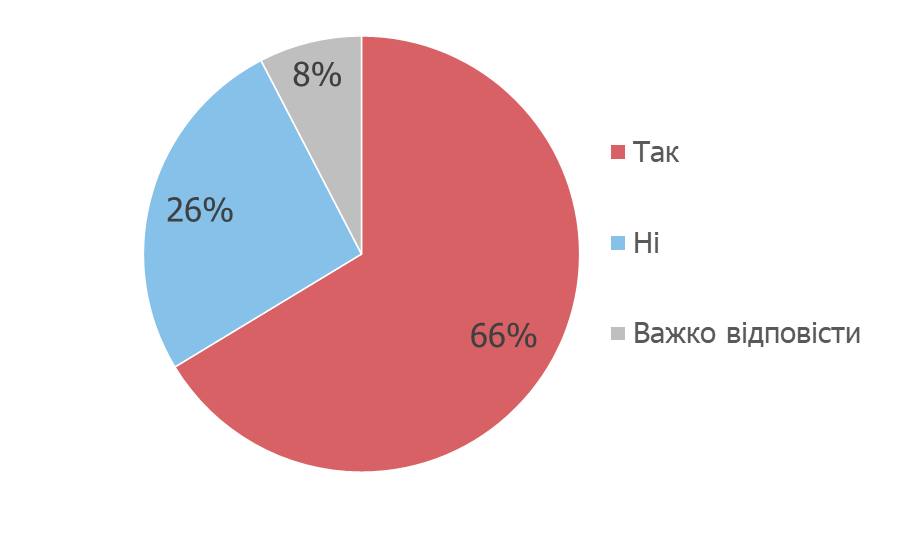 8%
Так
26%
Ні
66%
Важко відповісти